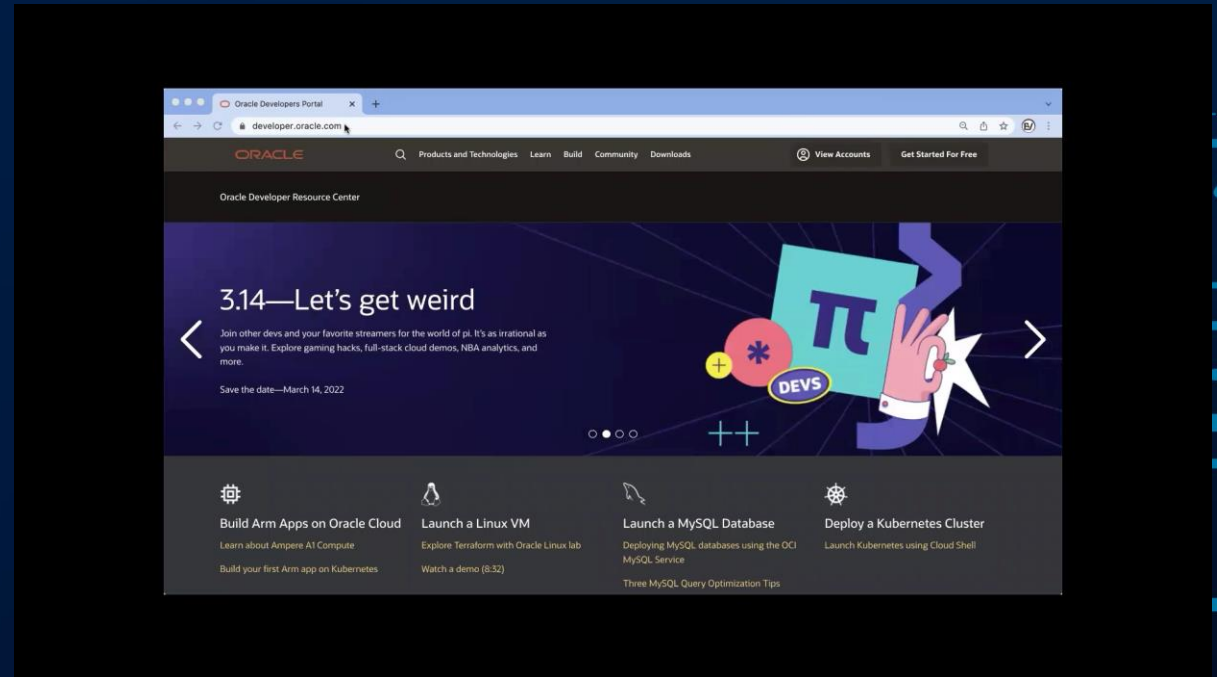 Oracle Developers Portal
developer.oracle.com
ORACLE
Products and Technologies Learn Build Community Downloads
View Accounts
Get Started For Free
Oracle Developer Resource Center
3.14—Let's get weird
Join other devs and your favorite streamers for the world of pi. It's as irrational as
you make it. Explore gaming hacks, full-stack cloud demos, NBA analytics, and
more.
Save the date—March 14, 2022
π
*
+
DEVS
++
Build Arm Apps on Oracle Cloud
Learn about Ampere A1 Compute
Build your first Arm app on Kubernetes
Launch a Linux VM
Explore Terraform with Oracle Linux lab
Watch a demo (8:32)
Launch a MySQL Database
Deploying MySQL databases using the OCI
MySQL Service
Three MySQL Query Optimization Tips
Deploy a Kubernetes Cluster
Launch Kubernetes using Cloud Shell